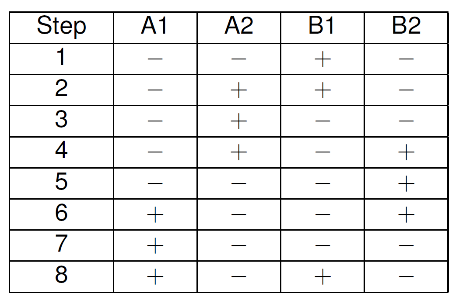 Step A1 A2 B1 B2
1 − − + −
2 − + + −
3 − + − −
4 − + − +
5 − − − +
6 + − − +
7 + − − −
8 + − + −